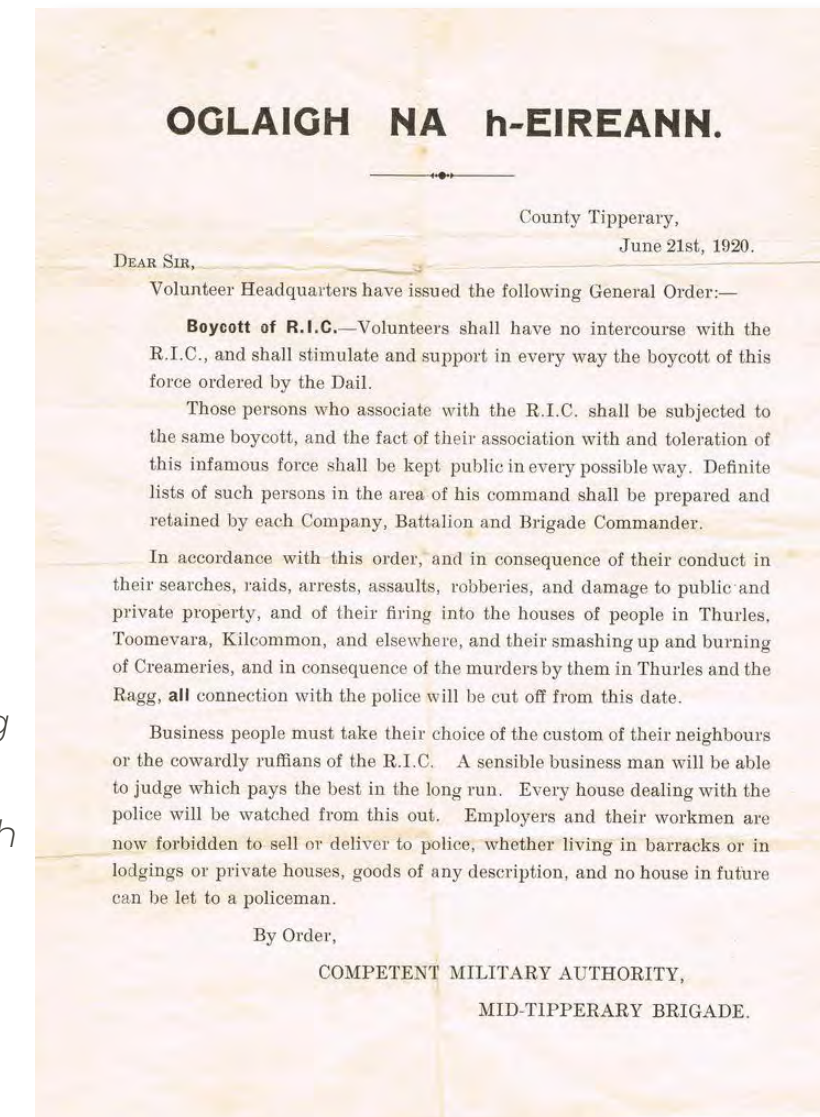 OGLAIGH NA h-EIREANN.
County Tipperary,
June 21st, 1920.
DEAR SIR,
Volunteer Headquarters have issued the following General Order:—
Boycott of R.I.C.—Volunteers shall have no intercourse with the
R.I.C., and shall stimulate and support in every way the boycott of this
force ordered by the Dail.
Those persons who associate with the R.I.C. shall be subjected to
the same boycott, and the fact of their association with and toleration of
this infamous force shall be kept public in every possible way. Definite
lists of such persons in the area of his command shall be prepared and
retained by each Company, Battalion and Brigade Commander.
In accordance with this order, and in consequence of their conduct in
their searches, raids, arrests, assaults, robberies, and damage to public and
private property, and of their firing into the houses of people in Thurles,
Toomevara, Kilcommon, and elsewhere, and their smashing up and burning
of Creameries, and in consequence of the murders by them in Thurles and the
Ragg, all connection with the police will be cut off from this date.
Business people must take their choice of the custom of their neighbours
or the cowardly ruffians of the R.I.C. A sensible business man will be able
to judge which pays the best in the long run. Every house dealing with the
police will be watched from this out. Employers and their workmen are
now forbidden to sell or deliver to police, whether living in barracks or in
lodgings or private houses, goods of any description, and no house in future
can be let to a policeman.
By Order,
COMPETENT MILITARY AUTHORITY,
MID-TIPPERARY BRIGADE.